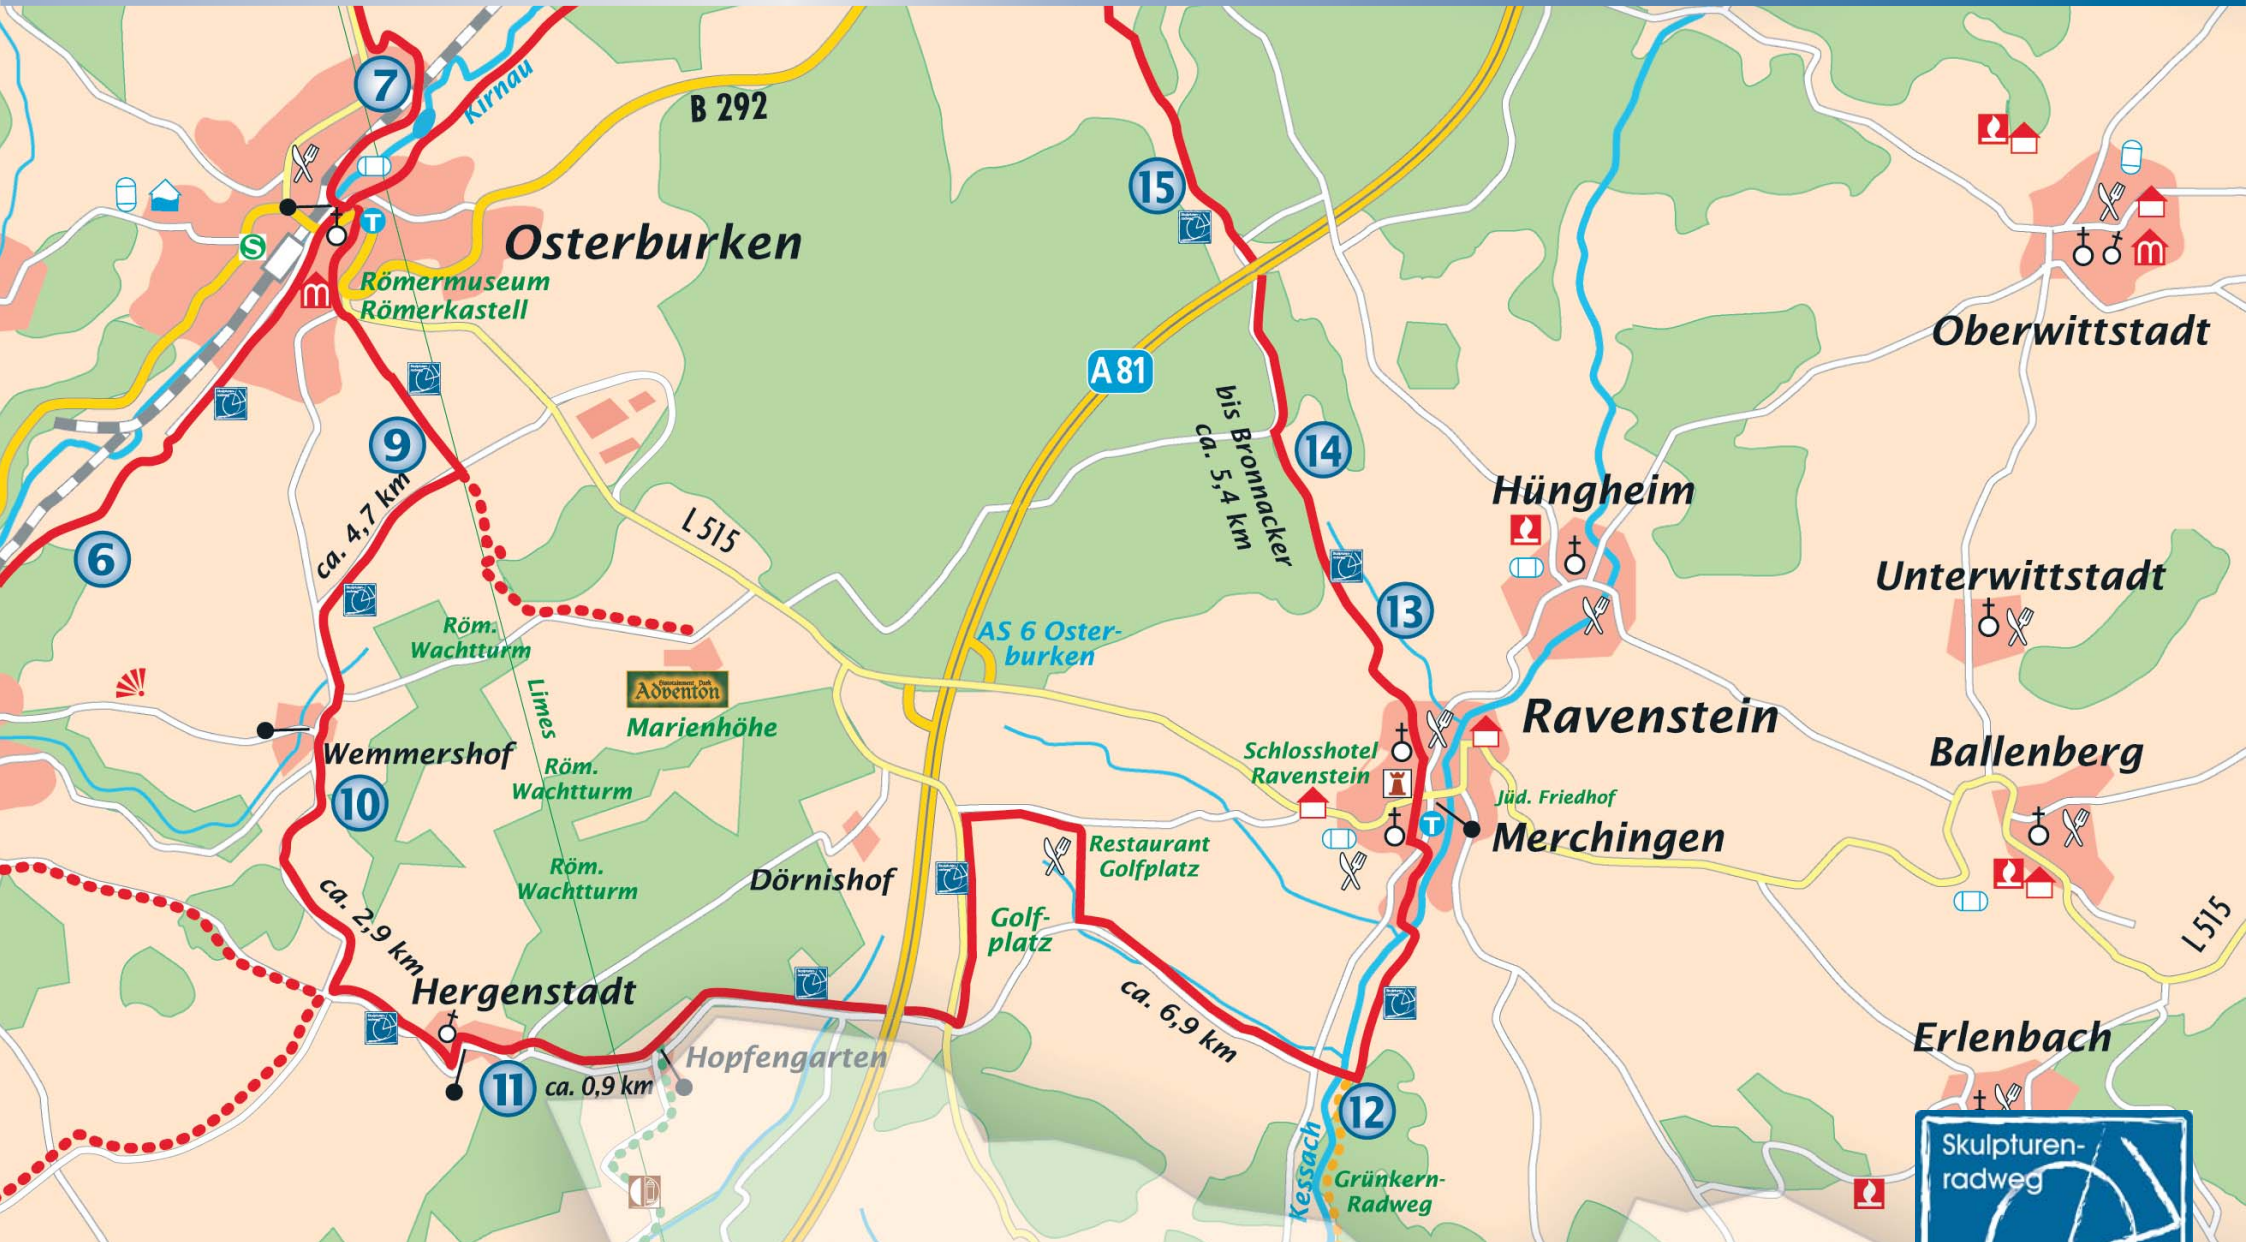 7
Kirnau
B 292
15
T
S
Osterburken
m
Römermuseum
Römerkastell
m
Oberwittstadt
A 81
bis Bronnacker
ca. 5,4 km
9
14
ca. 4,7 km
L 515
Hüngheim
6
13
Unterwittstadt
Röm.
Wachtturm
AS 6 Oster-
burken
Limes
Adventon
Marienhöhe
Ravenstein
Schlosshotel
Ravenstein
Ballenberg
Wemmershof
Röm.
Wachtturm
10
Jüd. Friedhof
T
Merchingen
Restaurant
Golfplatz
Röm.
Wachtturm
Dörnishof
ca. 2,9 km
Golf-
platz
L 515
Hergenstadt
ca. 6,9 km
Erlenbach
Hopfengarten
11
ca. 0,9 km
12
Kessach
Grünkern-
Radweg
Skulpturen-
radweg